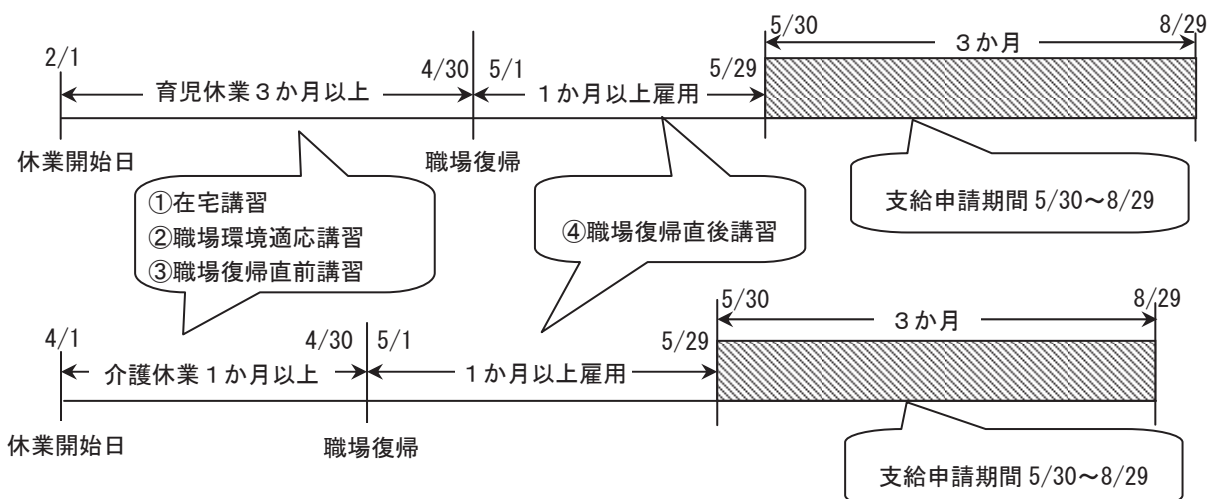 5/30 8/29
3か月
2/1 4/30 5/1 5/29
育児休業3か月以上 1か月以上雇用
休業開始日 職場復帰
①在宅講習
②職場環境適応講習
③職場復帰直前講習
④職場復帰直後講習
支給申請期間 5/30～8/29
5/30 8/29
3か月
4/1 4/30 5/1 5/29
介護休業1か月以上 1か月以上雇用
休業開始日 職場復帰
支給申請期間 5/30～8/29